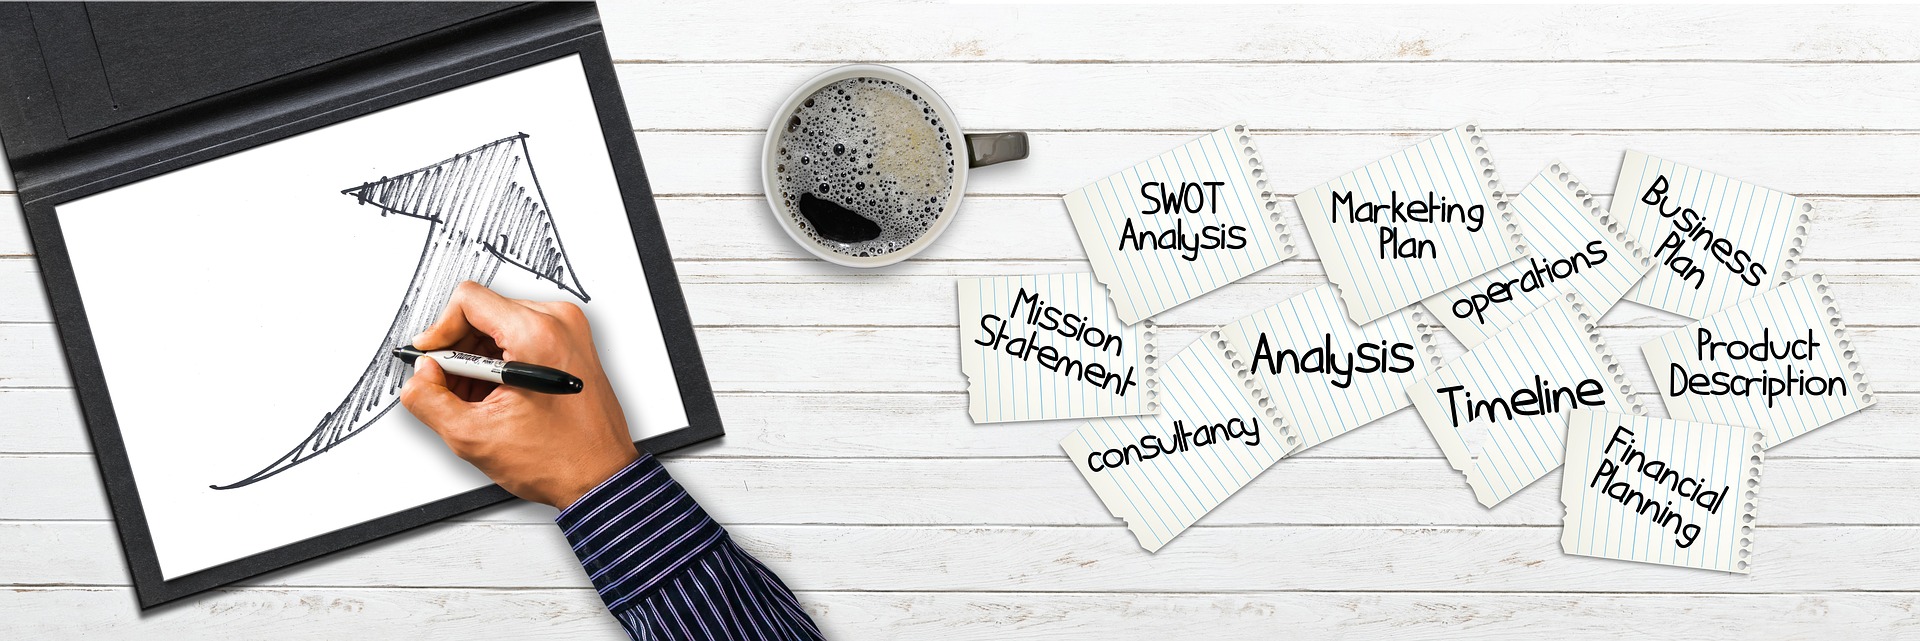 SWOT
Analysis
Marketing
Plan
operations
Business
Plan
Mission
Statement
Analysis
Timeline
Product
Description
consultancy
Financial
Planning